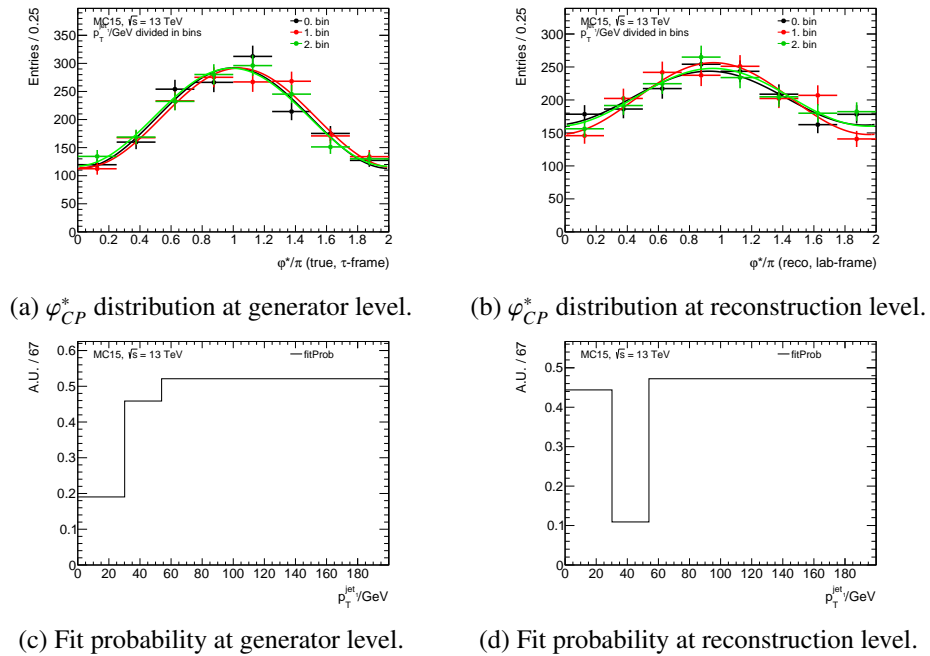 MC15, √s = 13 TeV
p_T^jet/GeV divided in bins
0. bin
1. bin
2. bin
Entries / 0.25
350
300
250
200
150
100
50
0
0 0.2 0.4 0.6 0.8 1 1.2 1.4 1.6 1.8 2
φ*/π (true, τ-frame)
MC15, √s = 13 TeV
p_T^jet/GeV divided in bins
0. bin
1. bin
2. bin
Entries / 0.25
300
250
200
150
100
50
0
0 0.2 0.4 0.6 0.8 1 1.2 1.4 1.6 1.8 2
φ*/π (reco, lab-frame)
(a) φ*_CP distribution at generator level.
(b) φ*_CP distribution at reconstruction level.
MC15, √s = 13 TeV
fitProb
A.U. / 67
0.6
0.5
0.4
0.3
0.2
0.1
0
0 20 40 60 80 100 120 140 160 180
p_T^jet/GeV
MC15, √s = 13 TeV
fitProb
A.U. / 67
0.5
0.4
0.3
0.2
0.1
0
0 20 40 60 80 100 120 140 160 180
p_T^jet/GeV
(c) Fit probability at generator level.
(d) Fit probability at reconstruction level.